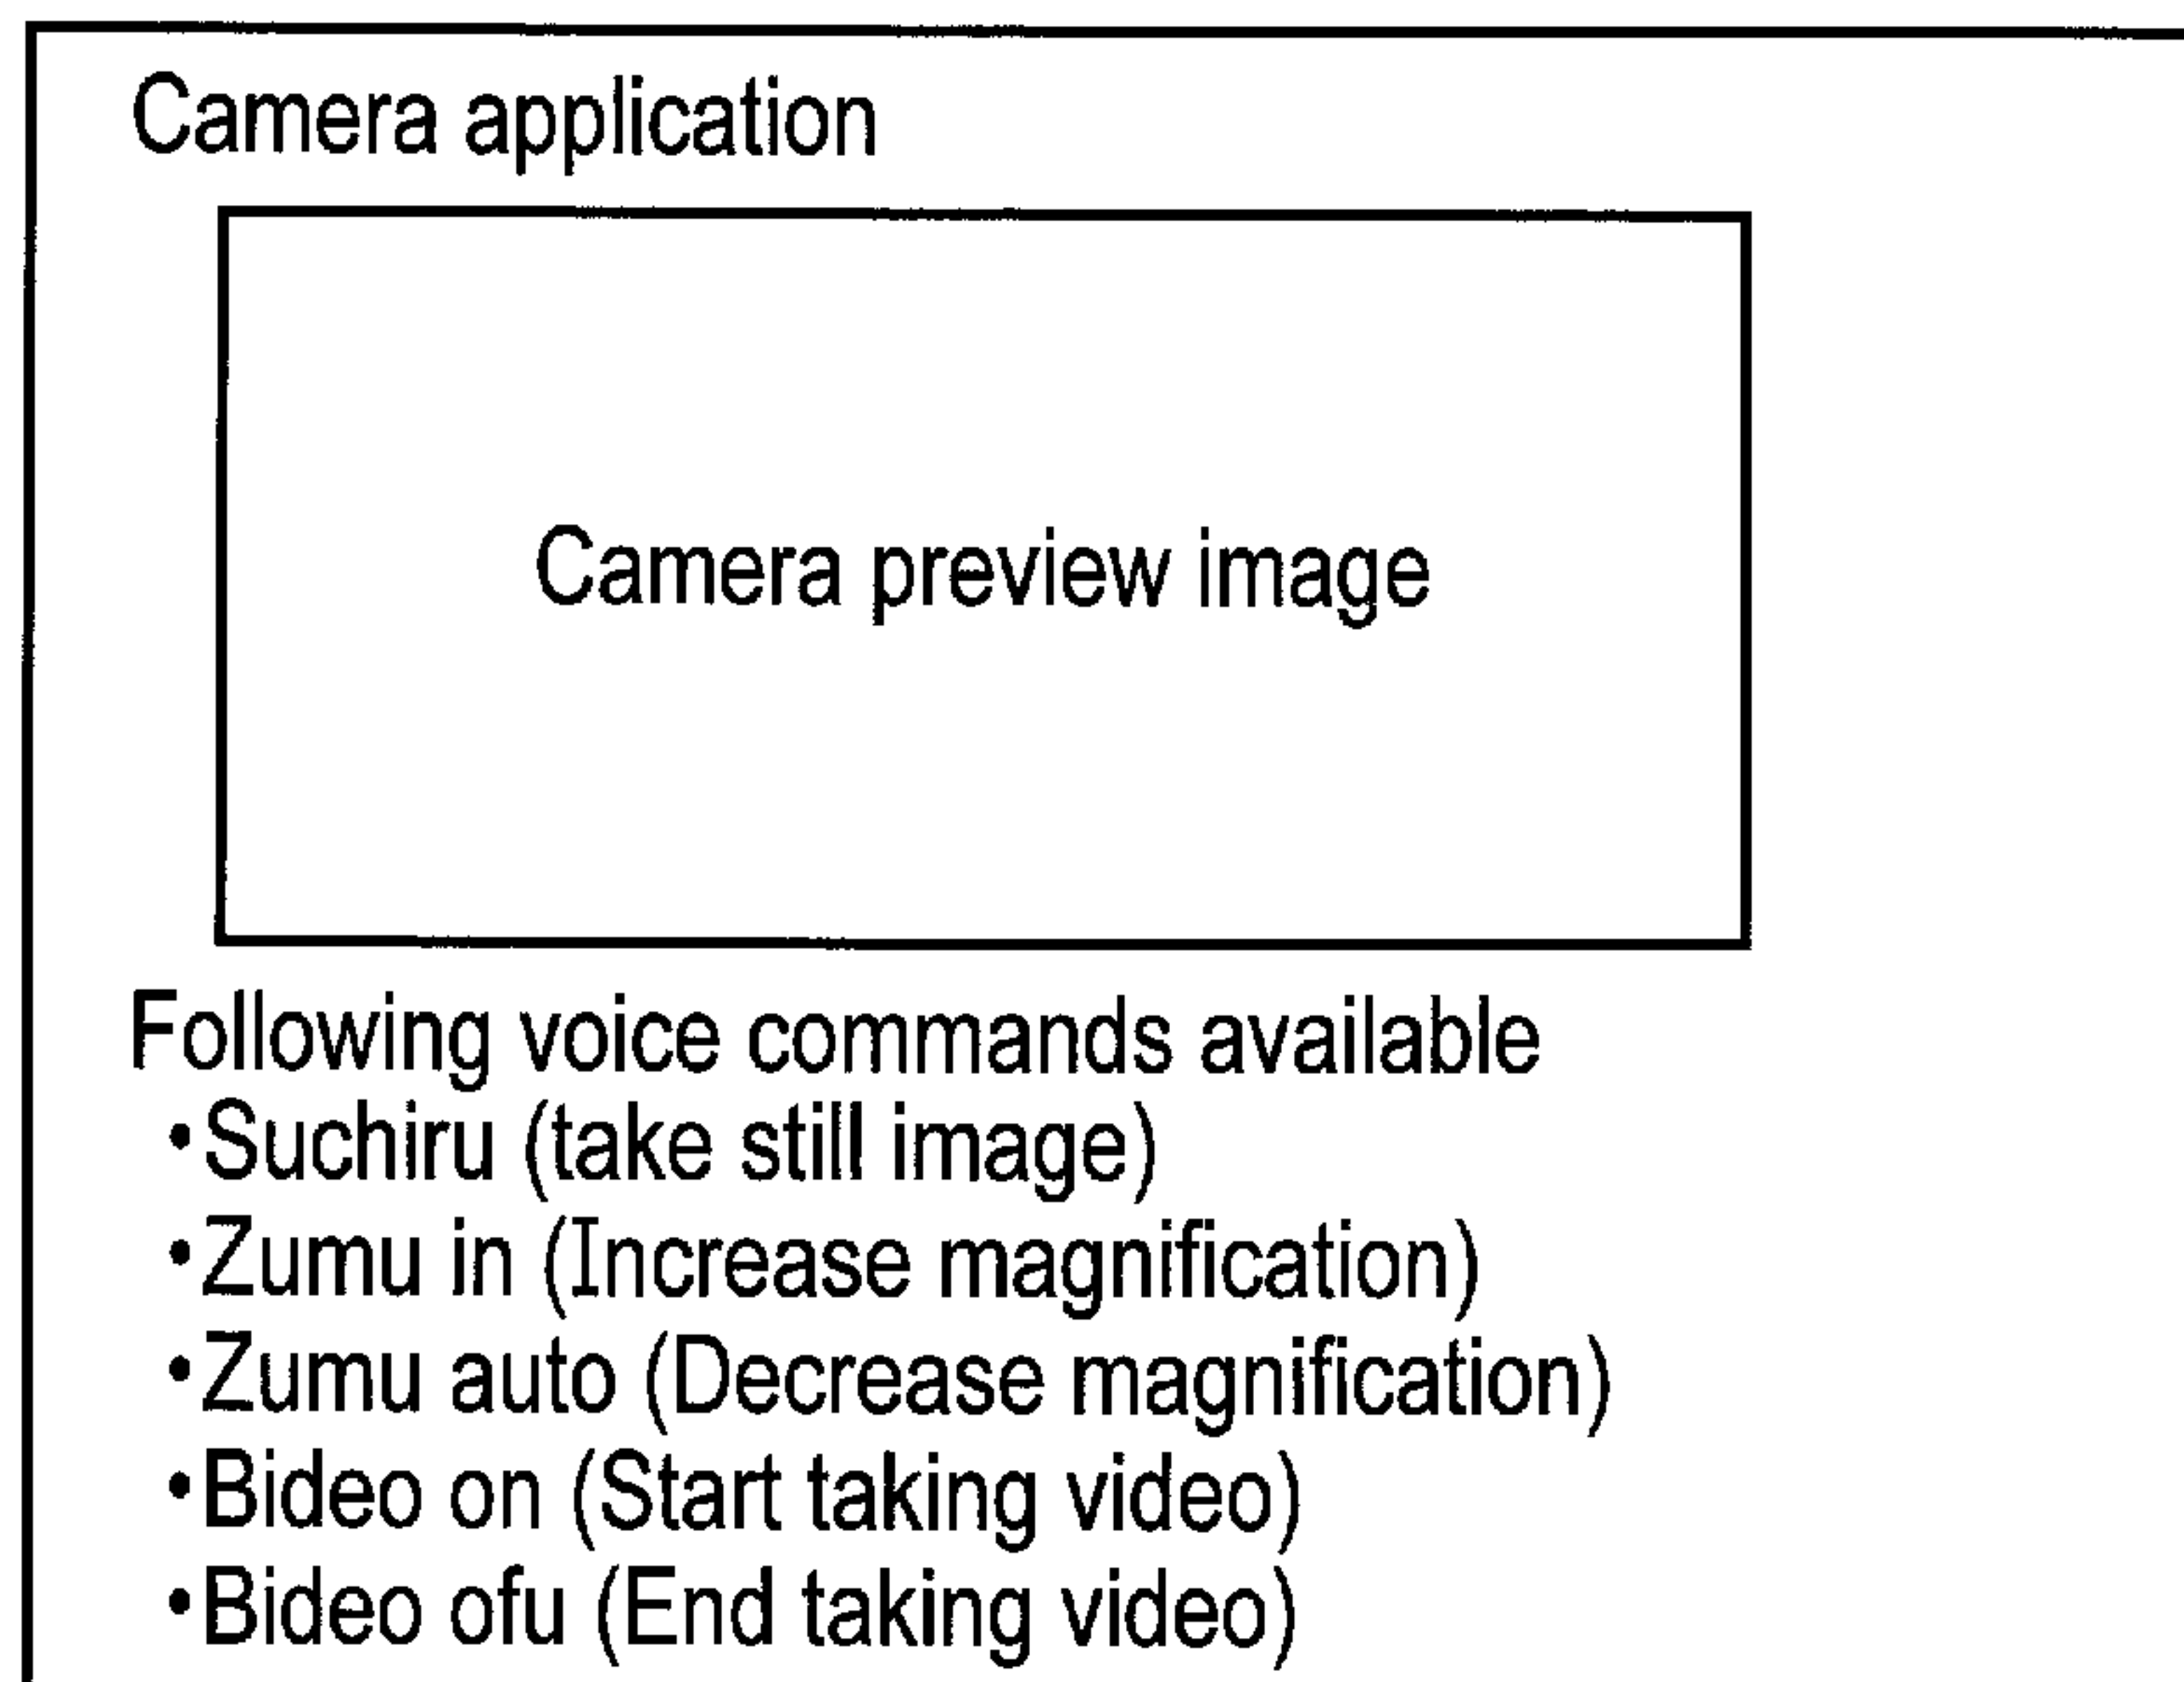 Camera application
Camera preview image
Following voice commands available
•Suchiru (take still image)
•Zumu in (Increase magnification)
•Zumu auto (Decrease magnification)
•Bideo on (Start taking video)
•Bideo ofu (End taking video)